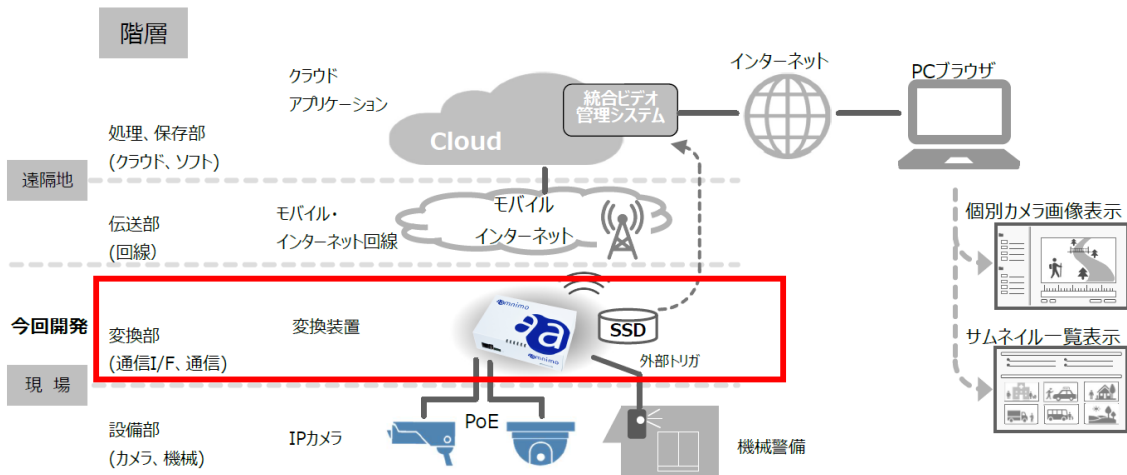 階層
クラウド
アプリケーション
統合ビデオ
管理システム
Cloud
インターネット
PCブラウザ
処理、保存部
(クラウド、ソフト)
遠隔地
伝送部
(回線)
モバイル・
インターネット回線
モバイル
インターネット
個別カメラ画像表示
今回開発
変換部
(通信I/F、通信)
変換装置
omnimo
aa
omnimo
SSD
外部トリガ
サムネイル一覧表示
現 場
設備部
(カメラ、機械)
IPカメラ
PoE
機械警備